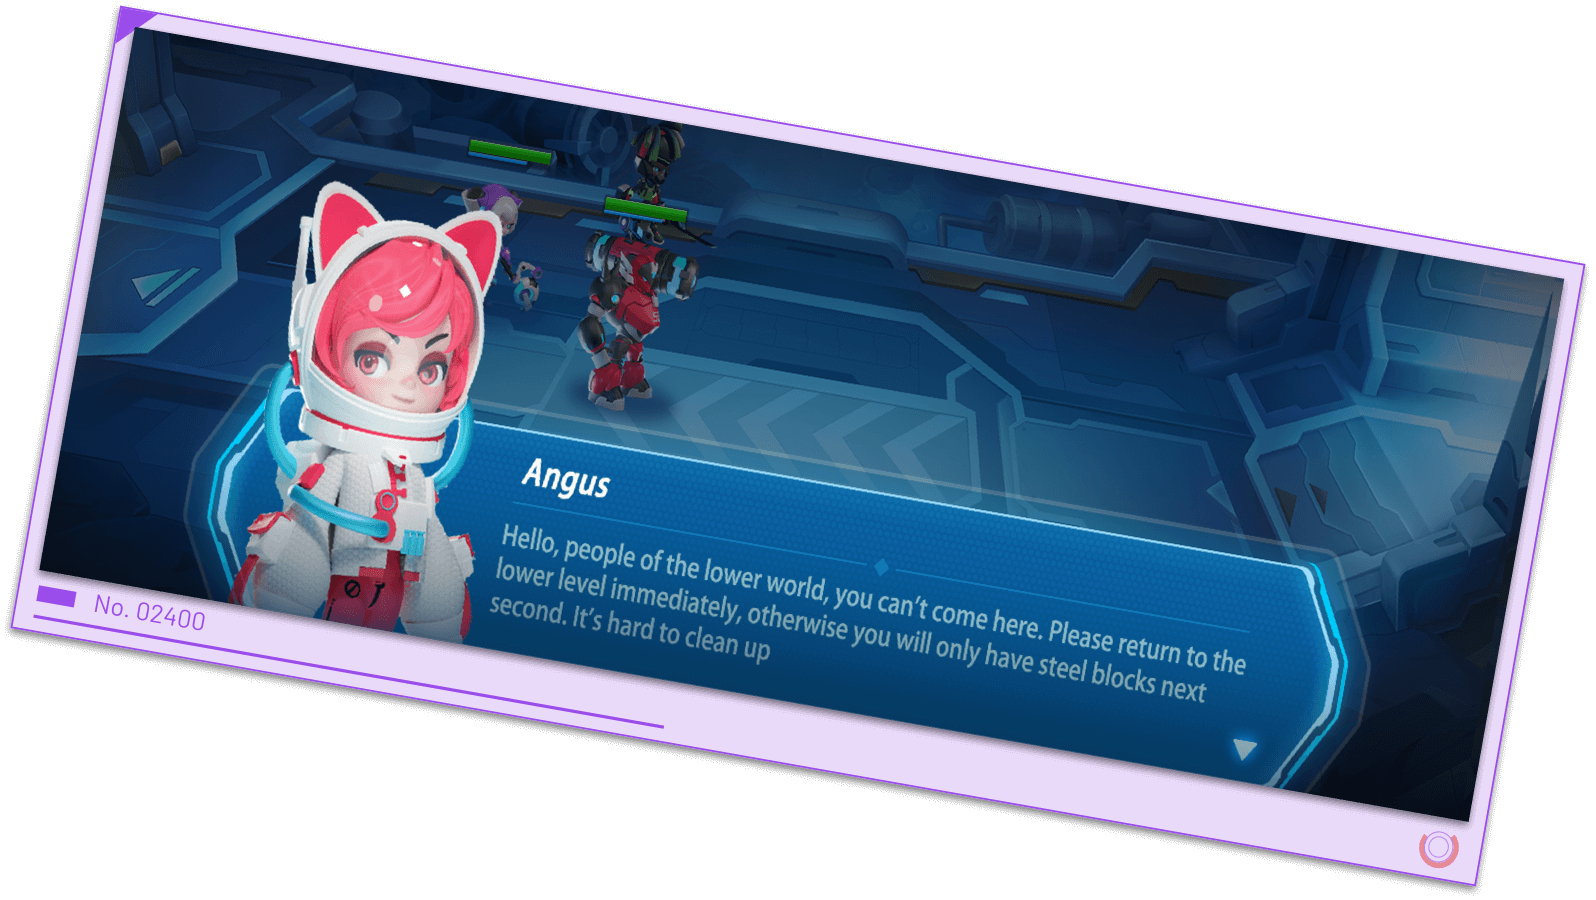 Angus
Hello, people of the lower world, you can't come here. Please return to the
lower level immediately, otherwise you will only have steel blocks next
second. It's hard to clean up
No. 02400